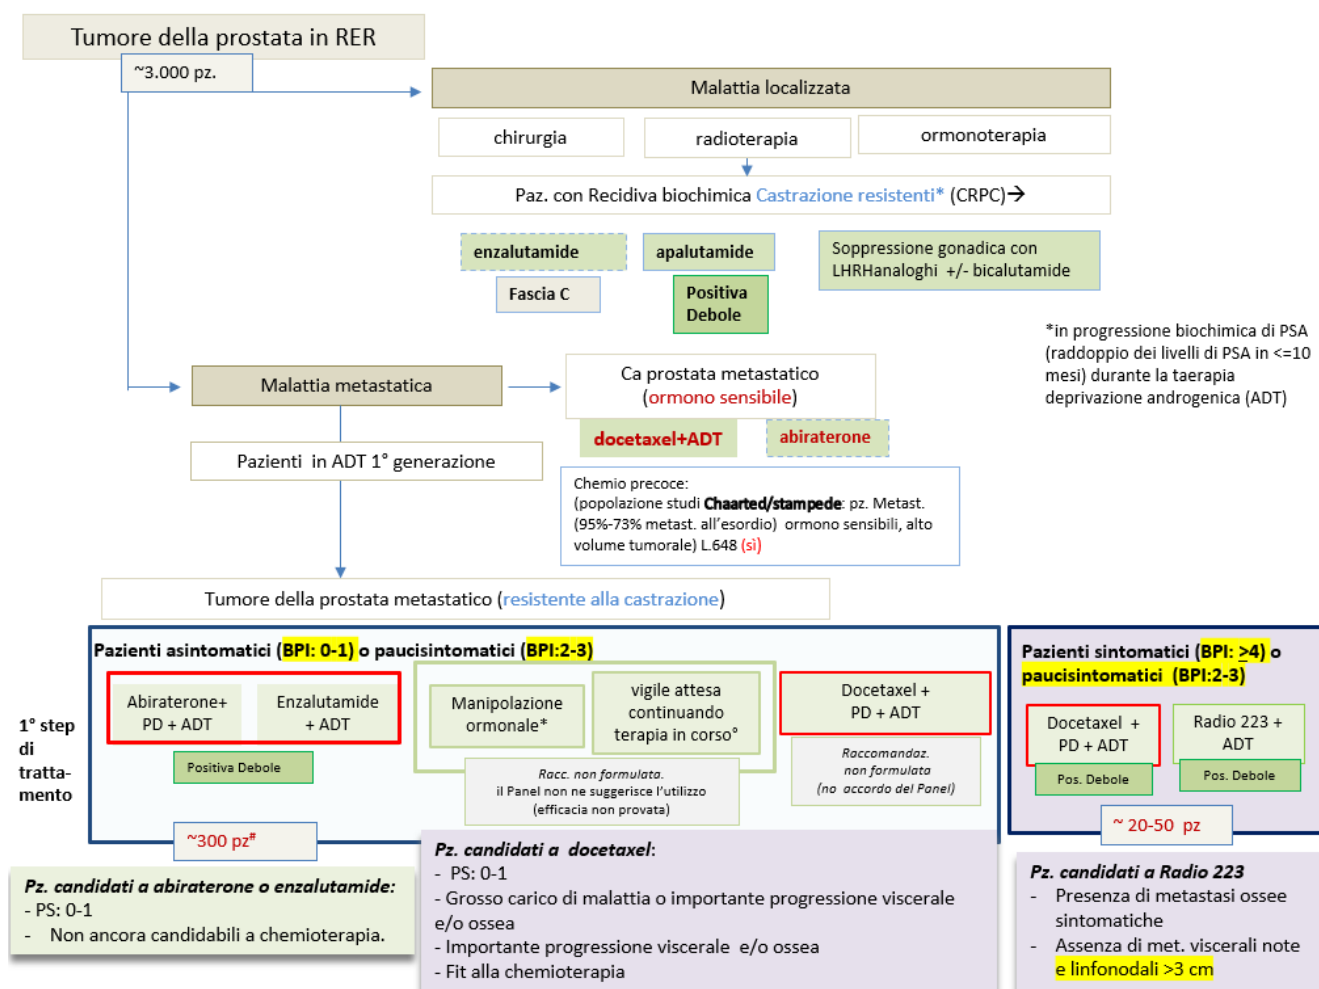 Tumore della prostata in RER
~3.000 pz.
Malattia localizzata
chirurgia
radioterapia
ormonoterapia
Paz. con Recidiva biochimica Castrazione resistenti* (CRPC)→
enzalutamide
apalutamide
Soppressione gonadica con
LHRHanaloghi +/- bicalutamide
Fascia C
Positiva
Debole
*in progressione biochimica di PSA
(raddoppio dei livelli di PSA in <=10
mesi) durante la taerapia
deprivazione androgenica (ADT)
Malattia metastatica
Ca prostata metastatico
(ormono sensibile)
docetaxel+ADT
abiraterone
Pazienti in ADT 1° generazione
Chemio precoce:
(popolazione studi Chaarted/stampede: pz. Metast.
(95%-73% metast. all'esordio) ormono sensibili, alto
volume tumorale) L.648 (sì)
Tumore della prostata metastatico (resistente alla castrazione)
Pazienti asintomatici (BPI: 0-1) o paucisintomatici (BPI:2-3)
Pazienti sintomatici (BPI: >4) o
paucisintomatici (BPI:2-3)
1° step
di
tratta-
mento
Abiraterone+
PD + ADT
Enzalutamide
+ ADT
Manipolazione
ormonale*
vigile attesa
continuando
terapia in corso°
Docetaxel +
PD + ADT
Docetaxel +
PD + ADT
Radio 223 +
ADT
Positiva Debole
Racc. non formulata.
il Panel non ne suggerisce l'utilizzo
(efficacia non provata)
Raccomandaz.
non formulata
(no accordo del Panel)
Pos. Debole
Pos. Debole
~300 pz#
~ 20-50 pz
Pz. candidati a abiraterone o enzalutamide:
- PS: 0-1
- Non ancora candidabili a chemioterapia.
Pz. candidati a docetaxel:
- PS: 0-1
- Grosso carico di malattia o importante progressione viscerale
e/o ossea
- Importante progressione viscerale e/o ossea
- Fit alla chemioterapia
Pz. candidati a Radio 223
- Presenza di metastasi ossee
sintomatiche
- Assenza di met. viscerali note
e linfonodali >3 cm